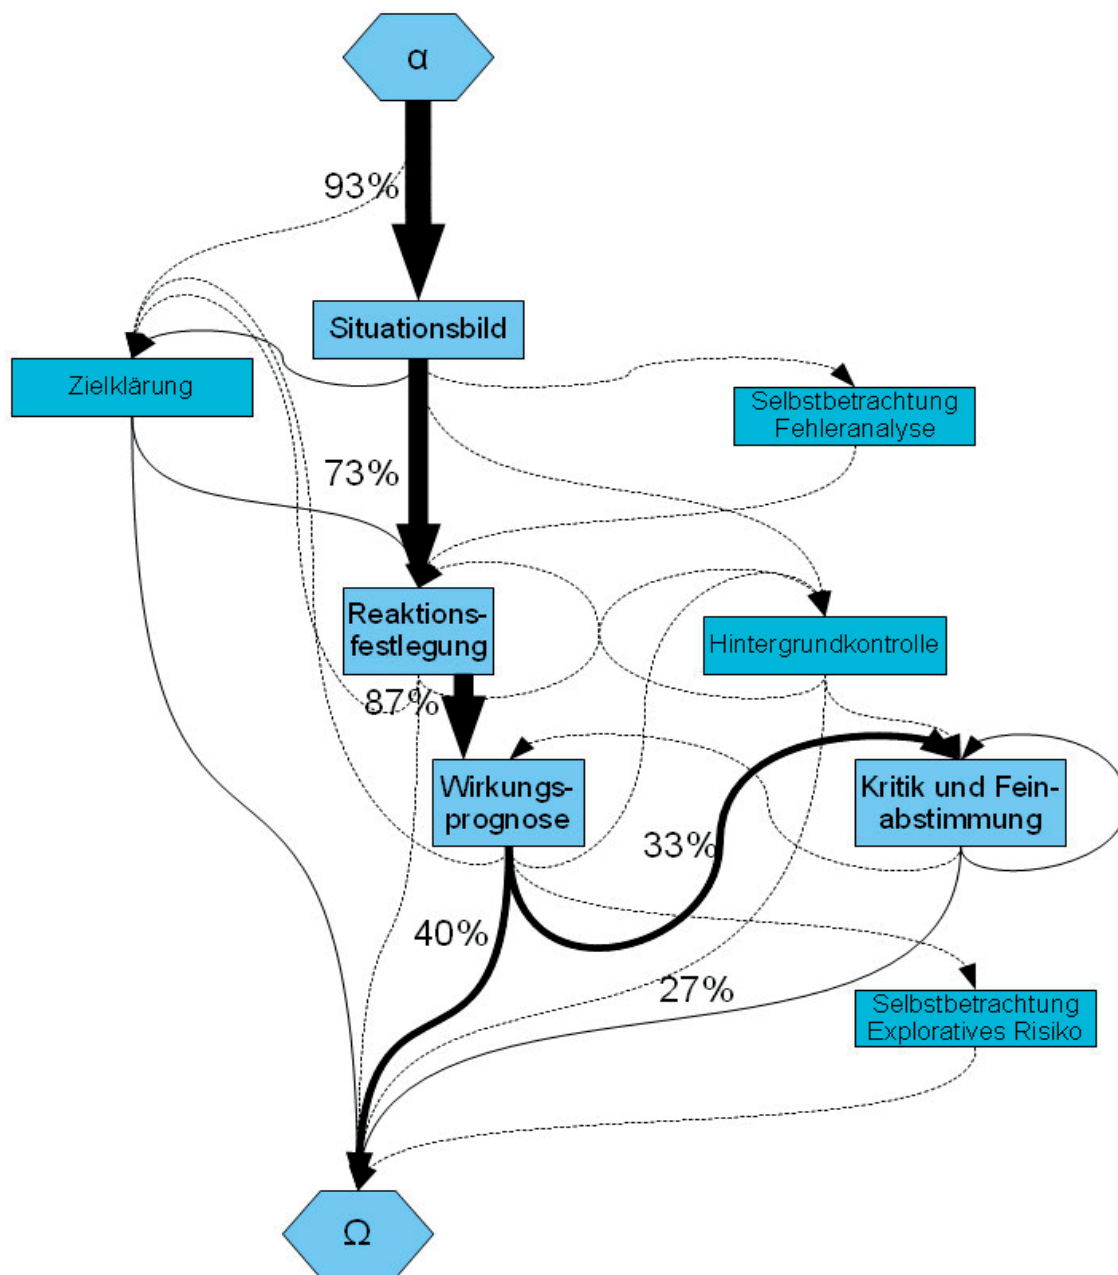 α
93%
Situationsbild
Zielklärung
Selbstbetrachtung
Fehleranalyse
73%
Reaktions-
festlegung
Hintergrundkontrolle
87%
Wirkungs-
prognose
Kritik und Fein-
abstimmung
33%
40%
27%
Selbstbetrachtung
Exploratives Risiko
Ω